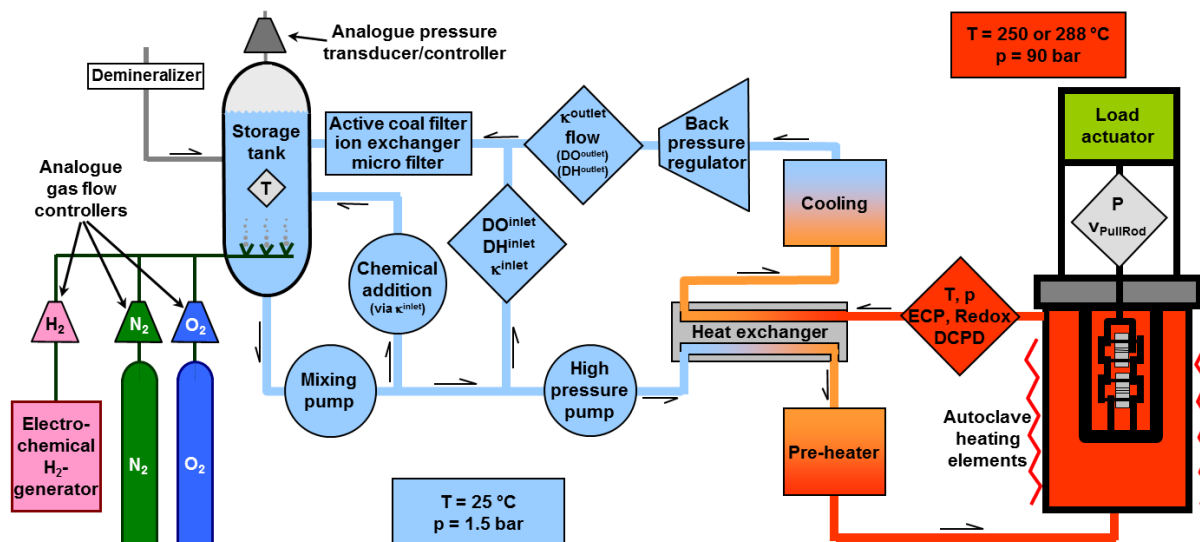 Analogue pressure
transducer/controller
T = 250 or 288 °C
p = 90 bar
Demineralizer
Storage
tank
T
Active coal filter
ion exchanger
micro filter
κoutlet
flow
(DOoutlet)
(DHoutlet)
Back
pressure
regulator
Load
actuator
Analogue
gas flow
controllers
Cooling
P
vPullRod
DOinlet
DHinlet
κinlet
Chemical
addition
(via κinlet)
H2
N2
O2
Heat exchanger
T, p
ECP, Redox
DCPD
Mixing
pump
High
pressure
pump
Electro-
chemical
H2-
generator
N2
O2
Pre-heater
Autoclave
heating
elements
T = 25 °C
p = 1.5 bar